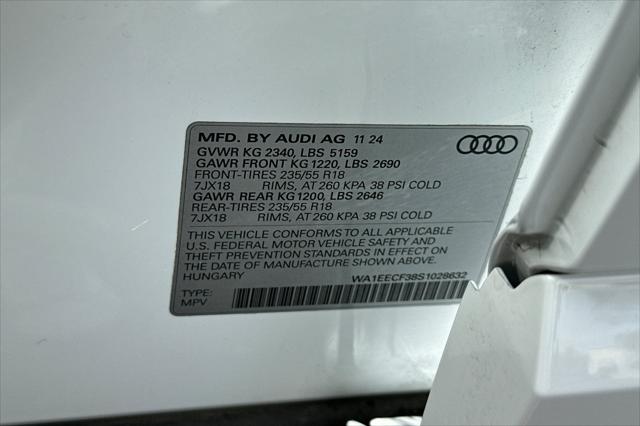 MFD. BY AUDI AG 11 24
GVWR KG 2340, LBS 5159
GAWR FRONT KG 1220, LBS 2690
FRONT-TIRES 235/55 R18
7JX18 RIMS, AT 260 KPA 38 PSI COLD
GAWR REAR KG 1200, LBS 2646
REAR-TIRES 235/55 R18
7JX18 RIMS, AT 260 KPA 38 PSI COLD
THIS VEHICLE CONFORMS TO ALL APPLICABLE
U.S. FEDERAL MOTOR VEHICLE SAFETY AND
THEFT PREVENTION STANDARDS IN EFFECT ON
THE DATE OF MANUFACTURE SHOWN ABOVE.
HUNGARY
WA1EECF38S1028632
TYPE:
MPV